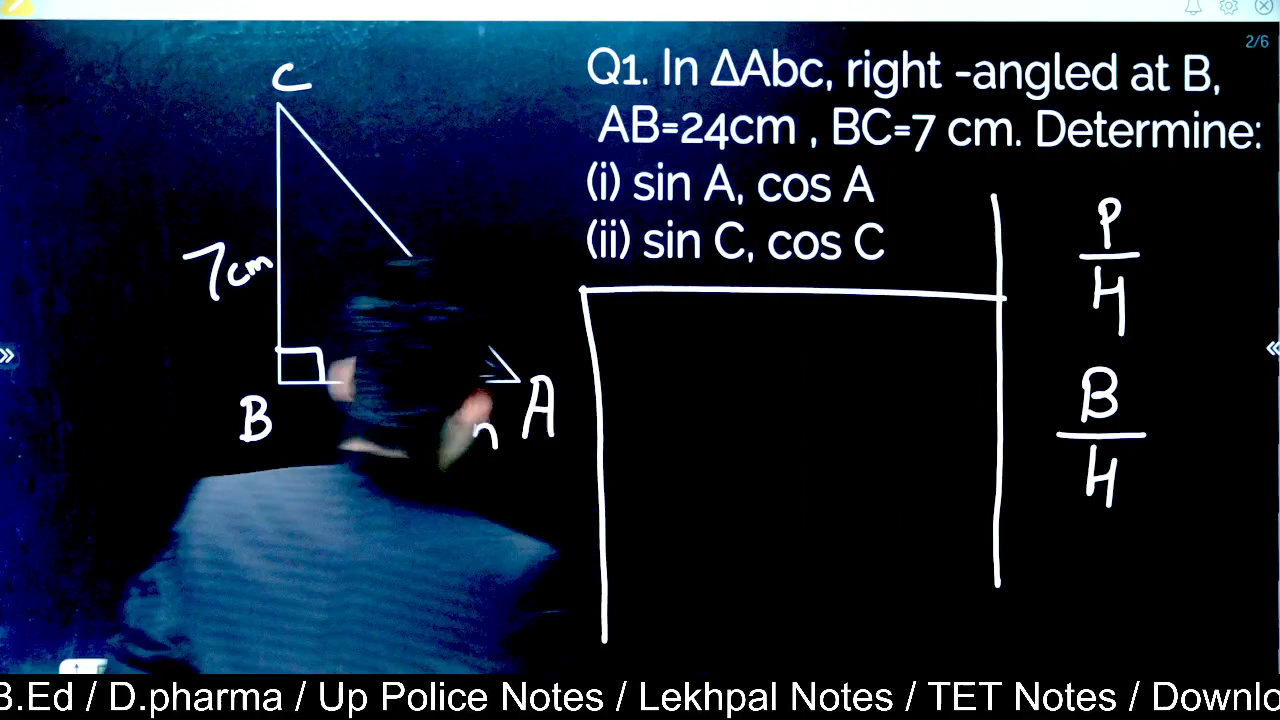 2/6
Q1. In ΔAbc, right -angled at B,
AB=24cm , BC=7 cm. Determine:
(i) sin A, cos A
(ii) sin C, cos C
C
7cm
B
A
P
H
B
H
B.Ed / D.pharma / Up Police Notes / Lekhpal Notes / TET Notes / Downlo